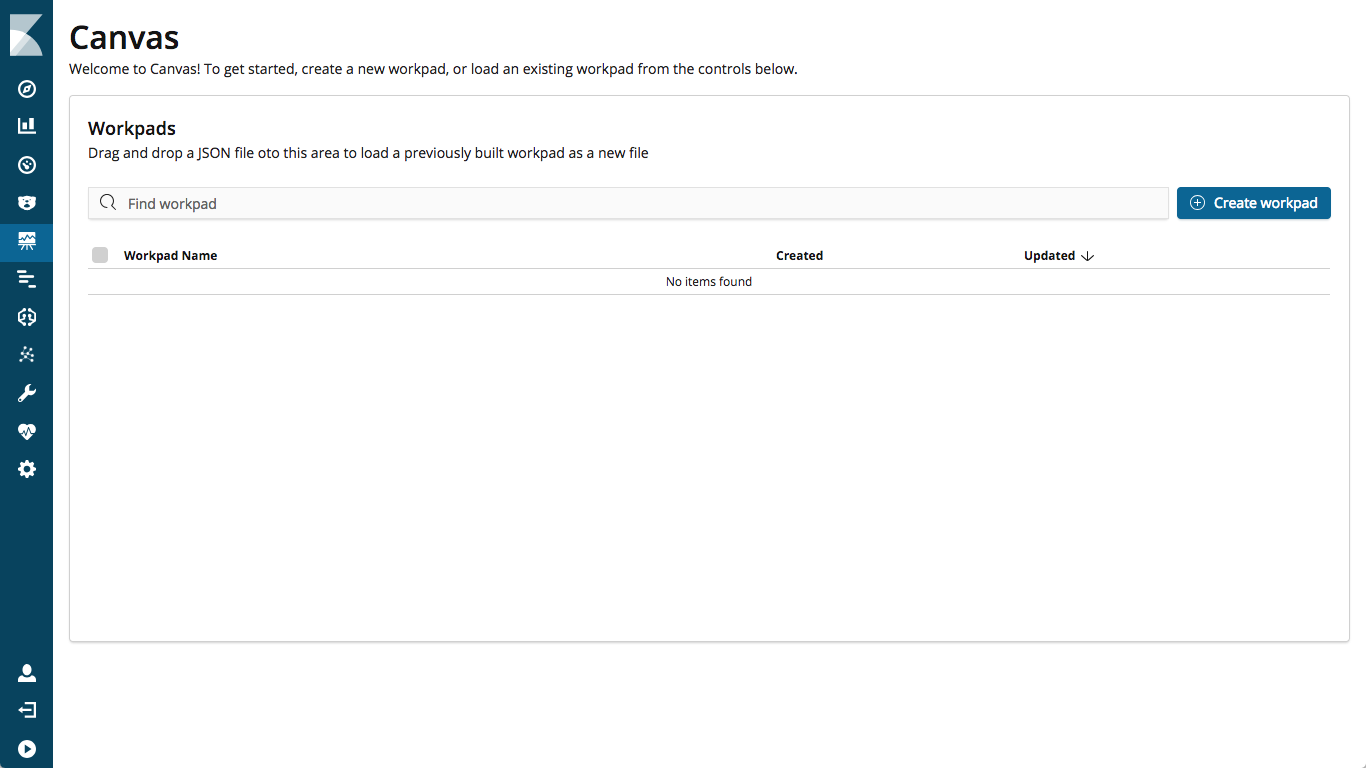 Canvas
Welcome to Canvas! To get started, create a new workpad, or load an existing workpad from the controls below.
Workpads
Drag and drop a JSON file oto this area to load a previously built workpad as a new file
Find workpad
Create workpad
Workpad Name Created Updated
No items found